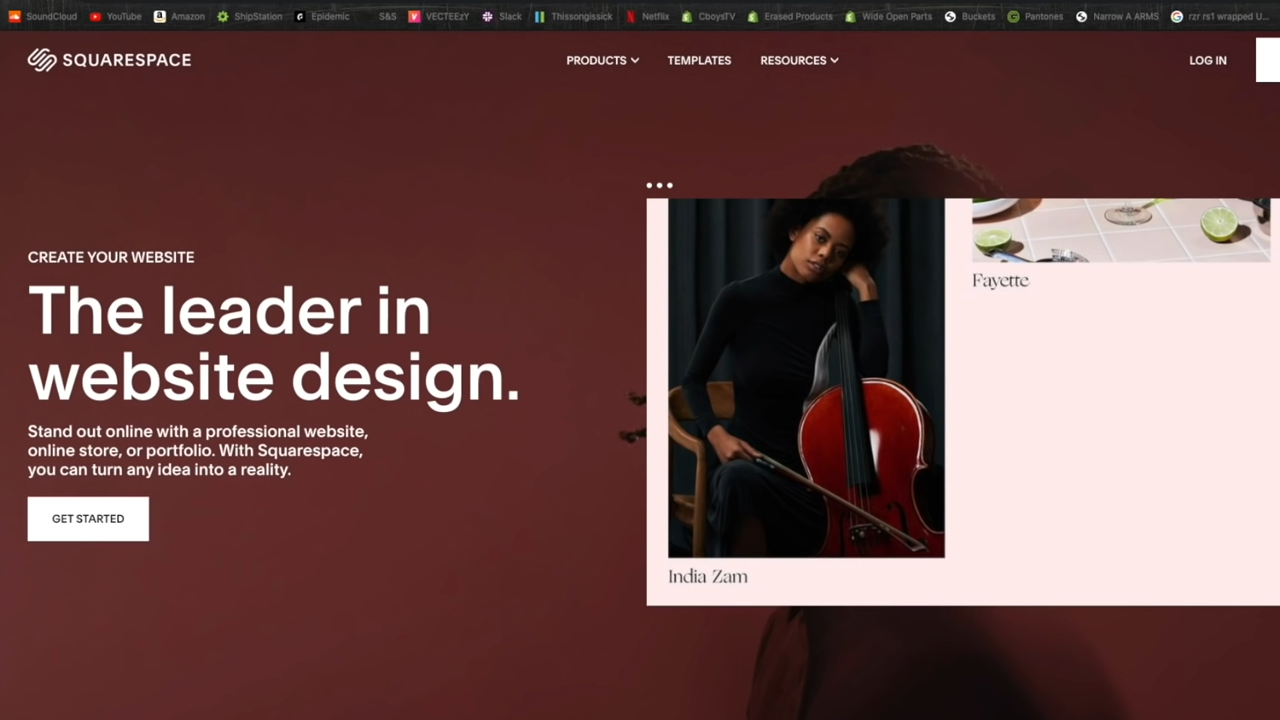 SoundCloud YouTube Amazon ShipStation Epidemic S&S VECTEEzY Slack Thissongissick Netflix CboysTV Erased Products Wide Open Parts Buckets Pantones Narrow A ARMS rzr rs1 wrapped U...
SQUARESPACE PRODUCTS TEMPLATES RESOURCES LOG IN
CREATE YOUR WEBSITE
The leader in
website design.
Stand out online with a professional website,
online store, or portfolio. With Squarespace,
you can turn any idea into a reality.
GET STARTED
Fayette
India Zam